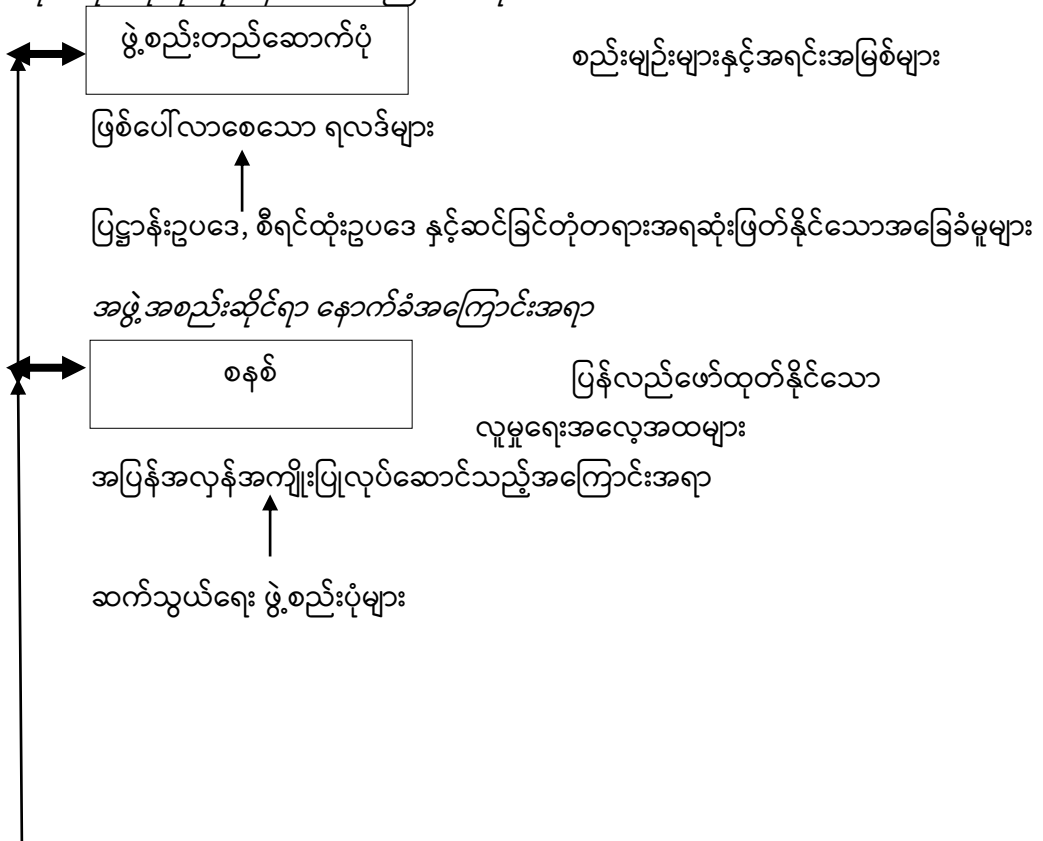 ဖွဲ့စည်းတည်ဆောက်ပုံ
စည်းမျဉ်းများနှင့်အရင်းအမြစ်များ
ဖြစ်ပေါ်လာစေသော ရလဒ်များ
ပြဋ္ဌာန်းဥပဒေ, စီရင်ထုံးဥပဒေ နှင့်ဆင်ခြင်တုံတရားအရဆုံးဖြတ်နိုင်သောအခြေခံမူများ
အဖွဲ့အစည်းဆိုင်ရာ နောက်ခံအကြောင်းအရာ
စနစ်
ပြန်လည်ဖော်ထုတ်နိုင်သော
လူမှုရေးအလေ့အထများ
အပြန်အလှန်အကျိုးပြုလုပ်ဆောင်သည့်အကြောင်းအရာ
ဆက်သွယ်ရေး ဖွဲ့စည်းပုံများ